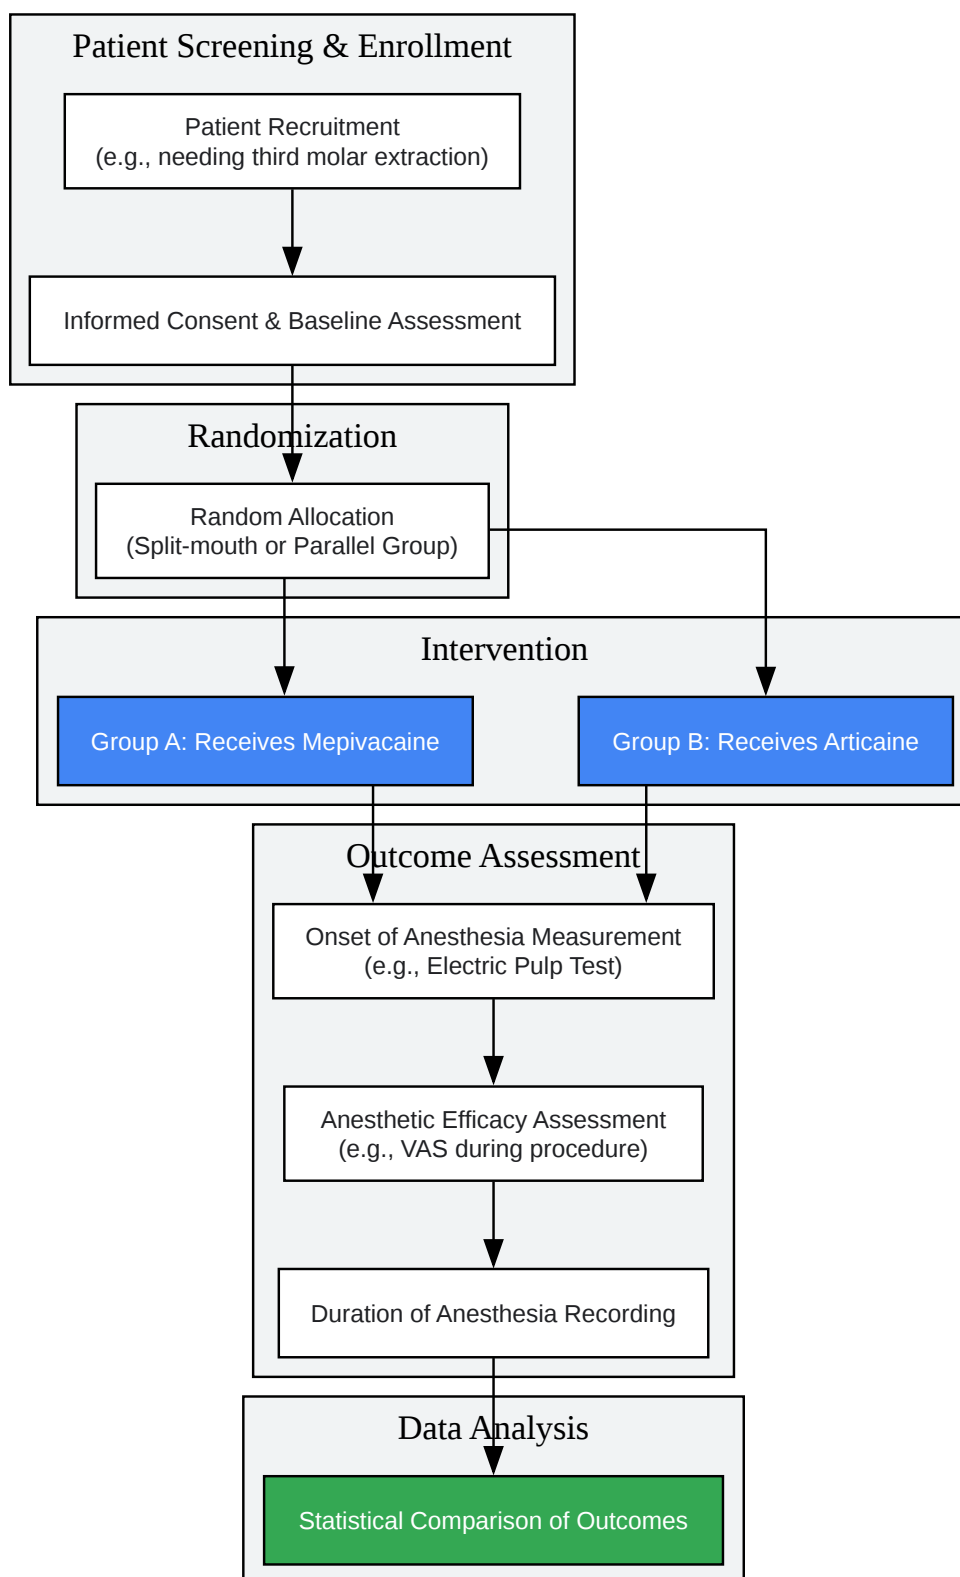 Patient Screening & Enrollment
Patient Recruitment
(e.g., needing third molar extraction)
Informed Consent & Baseline Assessment
Randomization
Random Allocation
(Split-mouth or Parallel Group)
Intervention
Group A: Receives Mepivacaine
Group B: Receives Articaine
Outcome Assessment
Onset of Anesthesia Measurement
(e.g., Electric Pulp Test)
Anesthetic Efficacy Assessment
(e.g., VAS during procedure)
Duration of Anesthesia Recording
Data Analysis
Statistical Comparison of Outcomes